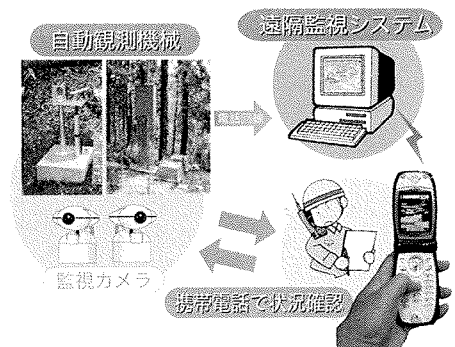 自動観測機械
遠隔監視システム
監視カメラ
携帯電話で状況確認